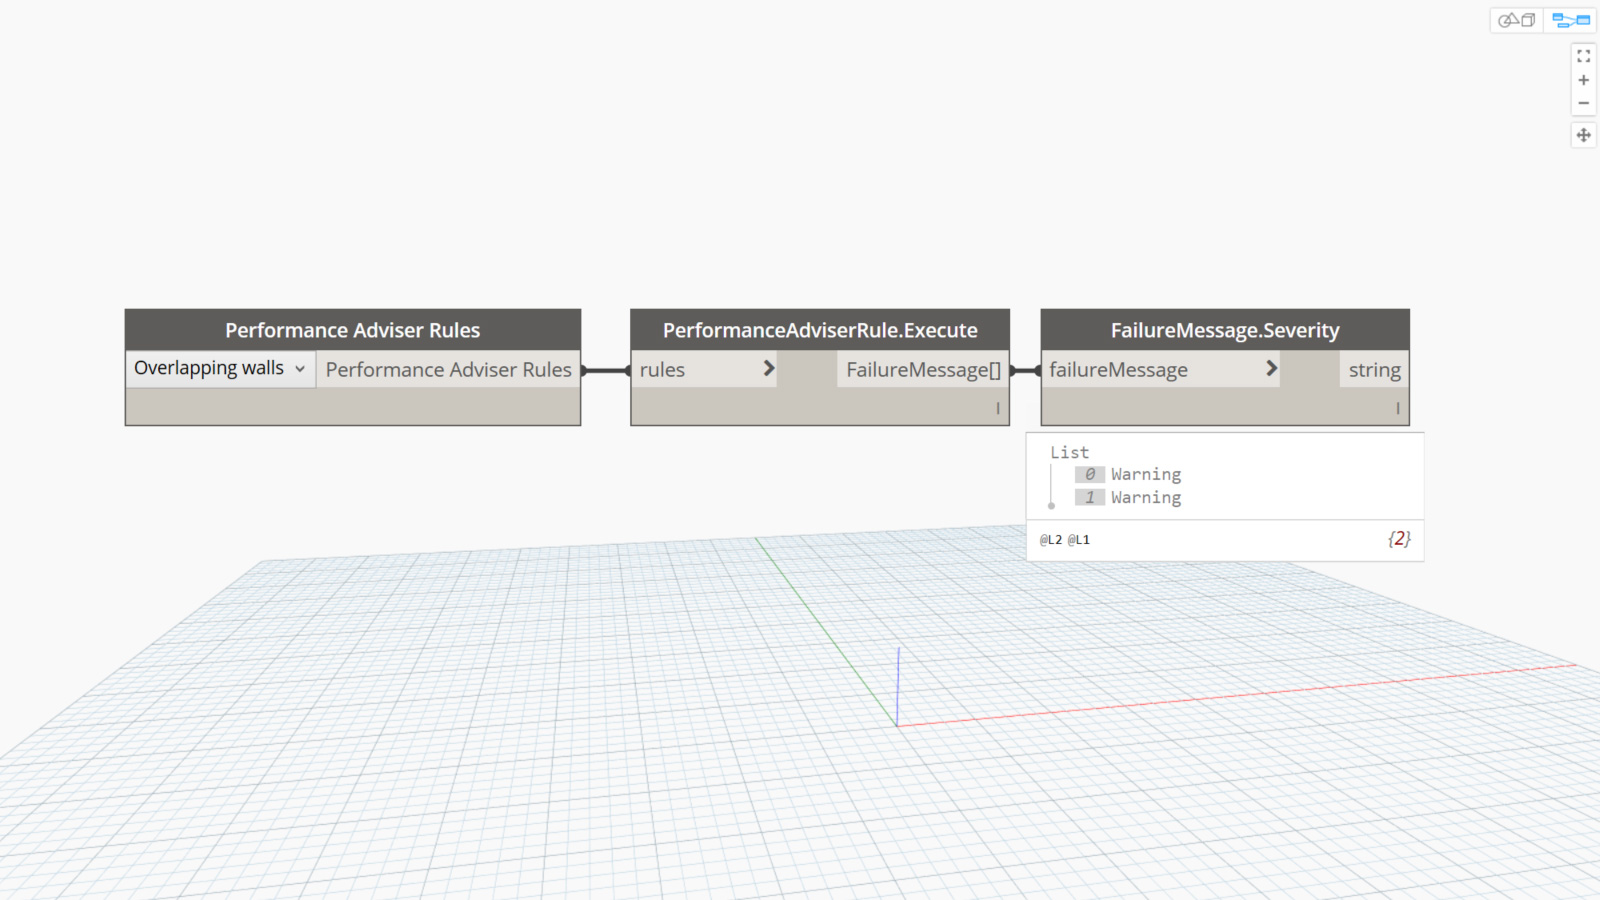 Performance Adviser Rules
Overlapping walls
Performance Adviser Rules
PerformanceAdviserRule.Execute
rules
FailureMessage[]
FailureMessage.Severity
failureMessage
string
List
0 Warning
1 Warning
@L2 @L1
{2}